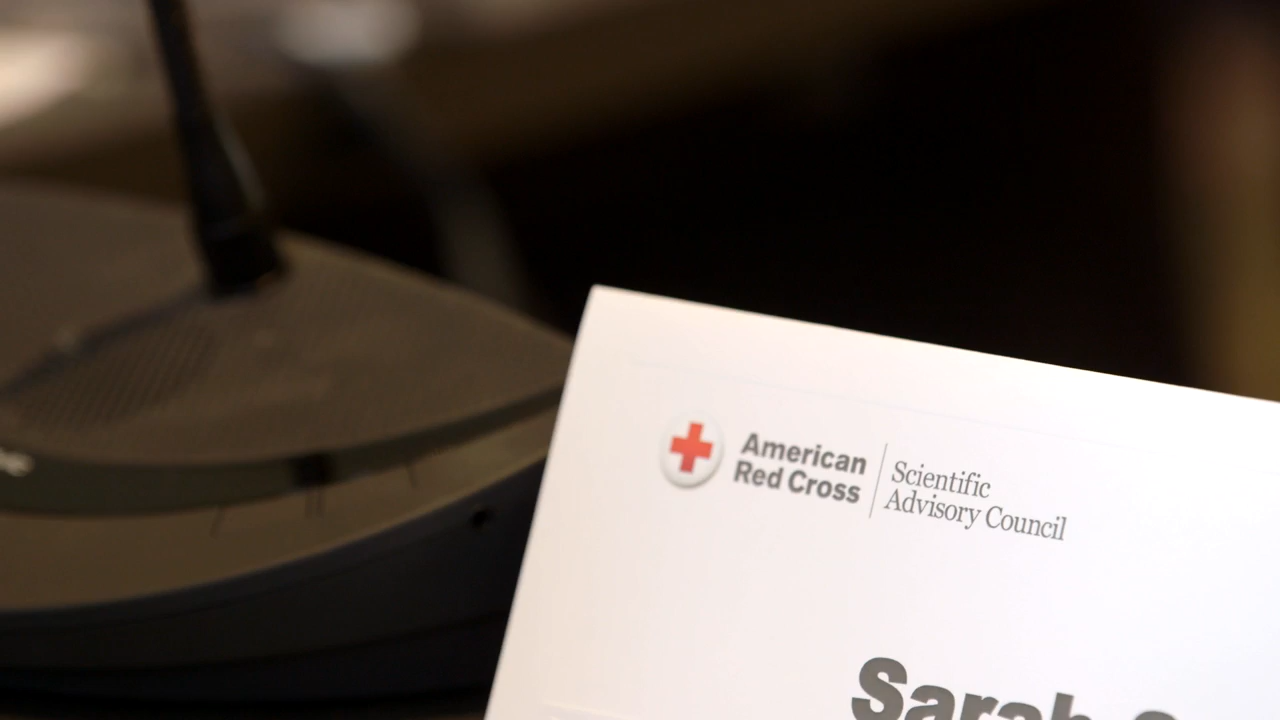 American
Red Cross
Scientific
Advisory Council
Sarah